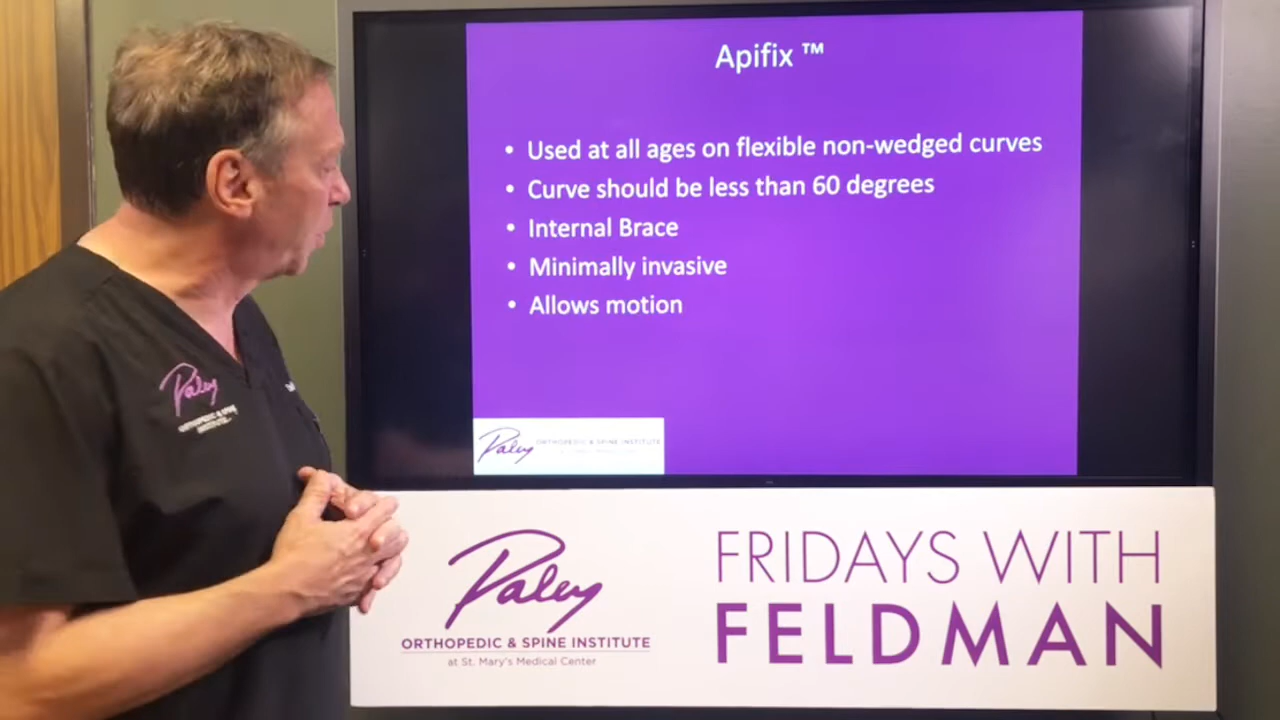 Apifix ™
• Used at all ages on flexible non-wedged curves
• Curve should be less than 60 degrees
• Internal Brace
• Minimally invasive
• Allows motion
Paley
ORTHOPEDIC & SPINE INSTITUTE
Paley
ORTHOPEDIC & SPINE
INSTITUTE
Paley
ORTHOPEDIC & SPINE INSTITUTE
at St. Mary's Medical Center
FRIDAYS WITH
FELDMAN